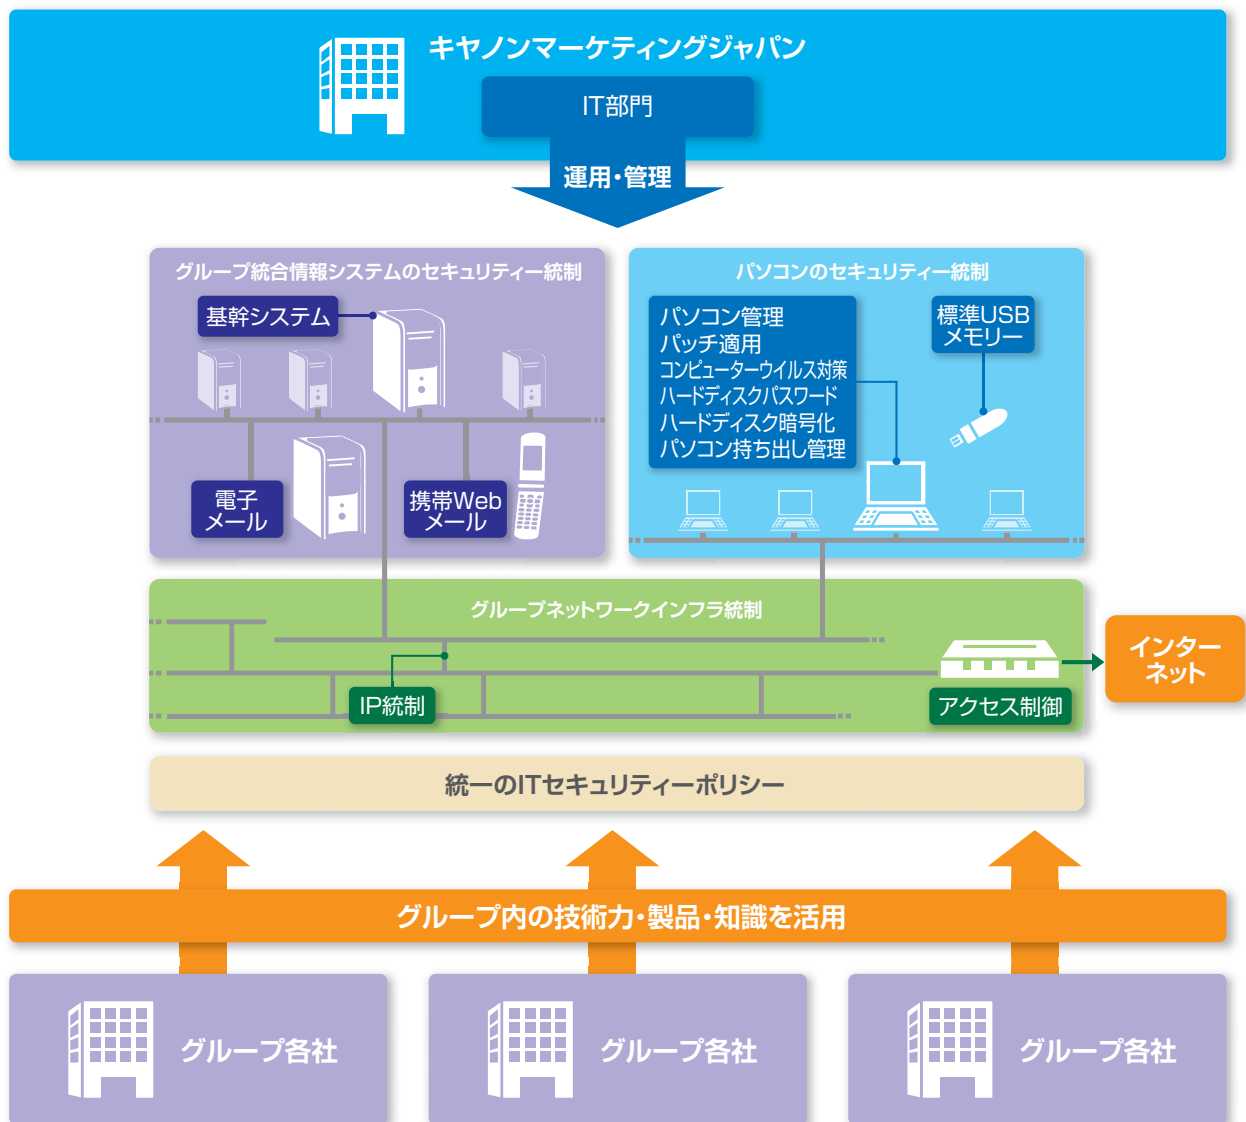 キヤノンマーケティングジャパン
IT部門
運用・管理
グループ統合情報システムのセキュリティー統制
基幹システム
電子
メール
携帯Web
メール
パソコンのセキュリティー統制
パソコン管理
パッチ適用
コンピューターウイルス対策
ハードディスクパスワード
ハードディスク暗号化
パソコン持ち出し管理
標準USB
メモリー
グループネットワークインフラ統制
IP統制
アクセス制御
インター
ネット
統一のITセキュリティーポリシー
グループ内の技術力・製品・知識を活用
グループ各社
グループ各社
グループ各社